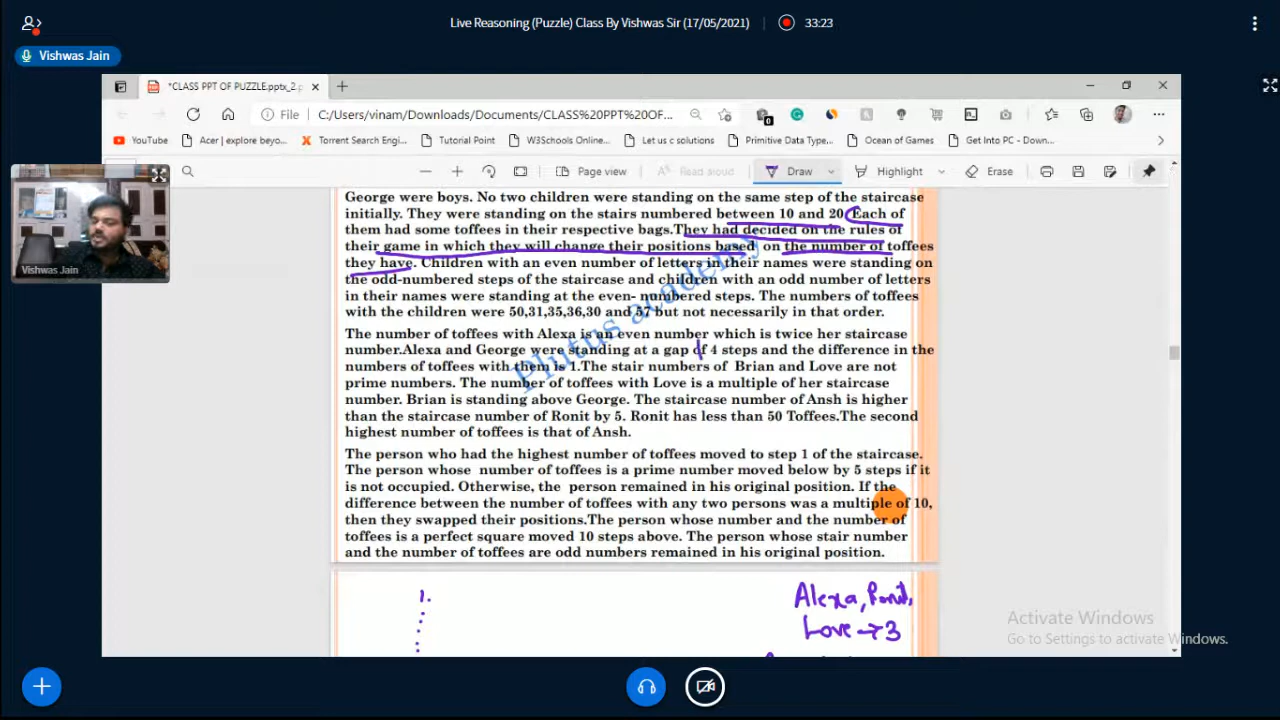 Live Reasoning (Puzzle) Class By Vishwas Sir (17/05/2021) 33:23
Vishwas Jain
*CLASS PPT OF PUZZLE.pptx_2.p
File C:/Users/vinam/Downloads/Documents/CLASS%20PPT%20OF...
YouTube Acer | explore beyo... Torrent Search Engi... Tutorial Point W3Schools Online... Let us c solutions Primitive Data Type... Ocean of Games Get Into PC - Down...
Page view Read aloud Draw Highlight Erase
Vishwas Jain
George were boys. No two children were standing on the same step of the staircase
initially. They were standing on the stairs numbered between 10 and 20 Each of
them had some toffees in their respective bags.They had decided on the rules of
their game in which they will change their positions based on the number of toffees
they have. Children with an even number of letters in their names were standing on
the odd-numbered steps of the staircase and children with an odd number of letters
in their names were standing at the even- numbered steps. The numbers of toffees
with the children were 50,31,35,36,30 and 57 but not necessarily in that order.
The number of toffees with Alexa is an even number which is twice her staircase
number.Alexa and George were standing at a gap of 4 steps and the difference in the
numbers of toffees with them is 1.The stair numbers of Brian and Love are not
prime numbers. The number of toffees with Love is a multiple of her staircase
number. Brian is standing above George. The staircase number of Ansh is higher
than the staircase number of Ronit by 5. Ronit has less than 50 Toffees.The second
highest number of toffees is that of Ansh.
The person who had the highest number of toffees moved to step 1 of the staircase.
The person whose number of toffees is a prime number moved below by 5 steps if it
is not occupied. Otherwise, the person remained in his original position. If the
difference between the number of toffees with any two persons was a multiple of 10,
then they swapped their positions.The person whose number and the number of
toffees is a perfect square moved 10 steps above. The person whose stair number
and the number of toffees are odd numbers remained in his original position.
Plutus academy
1.
Alexa, Ronit,
Love → 3
Activate Windows
Go to Settings to activate Windows.